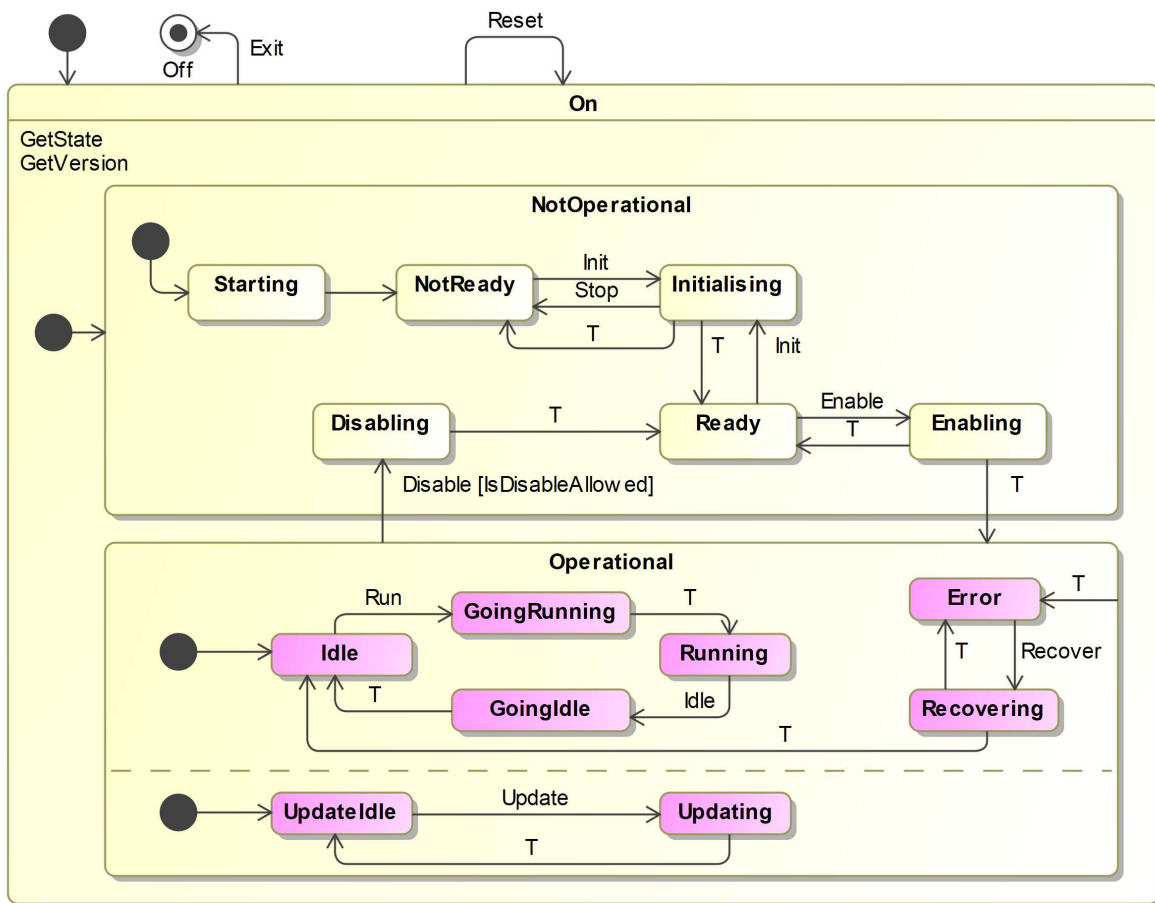 Reset
Exit
Off
On
GetState
GetVersion
NotOperational
Starting
NotReady
Init
Stop
T
Initialising
T
Init
Disabling
T
Ready
Enable
T
Enabling
Disable [IsDisableAllowed]
T
Operational
Run
GoingRunning
T
Error
T
Idle
Running
T
Recover
T
GoingIdle
Idle
Recovering
T
UpdateIdle
Update
Updating
T